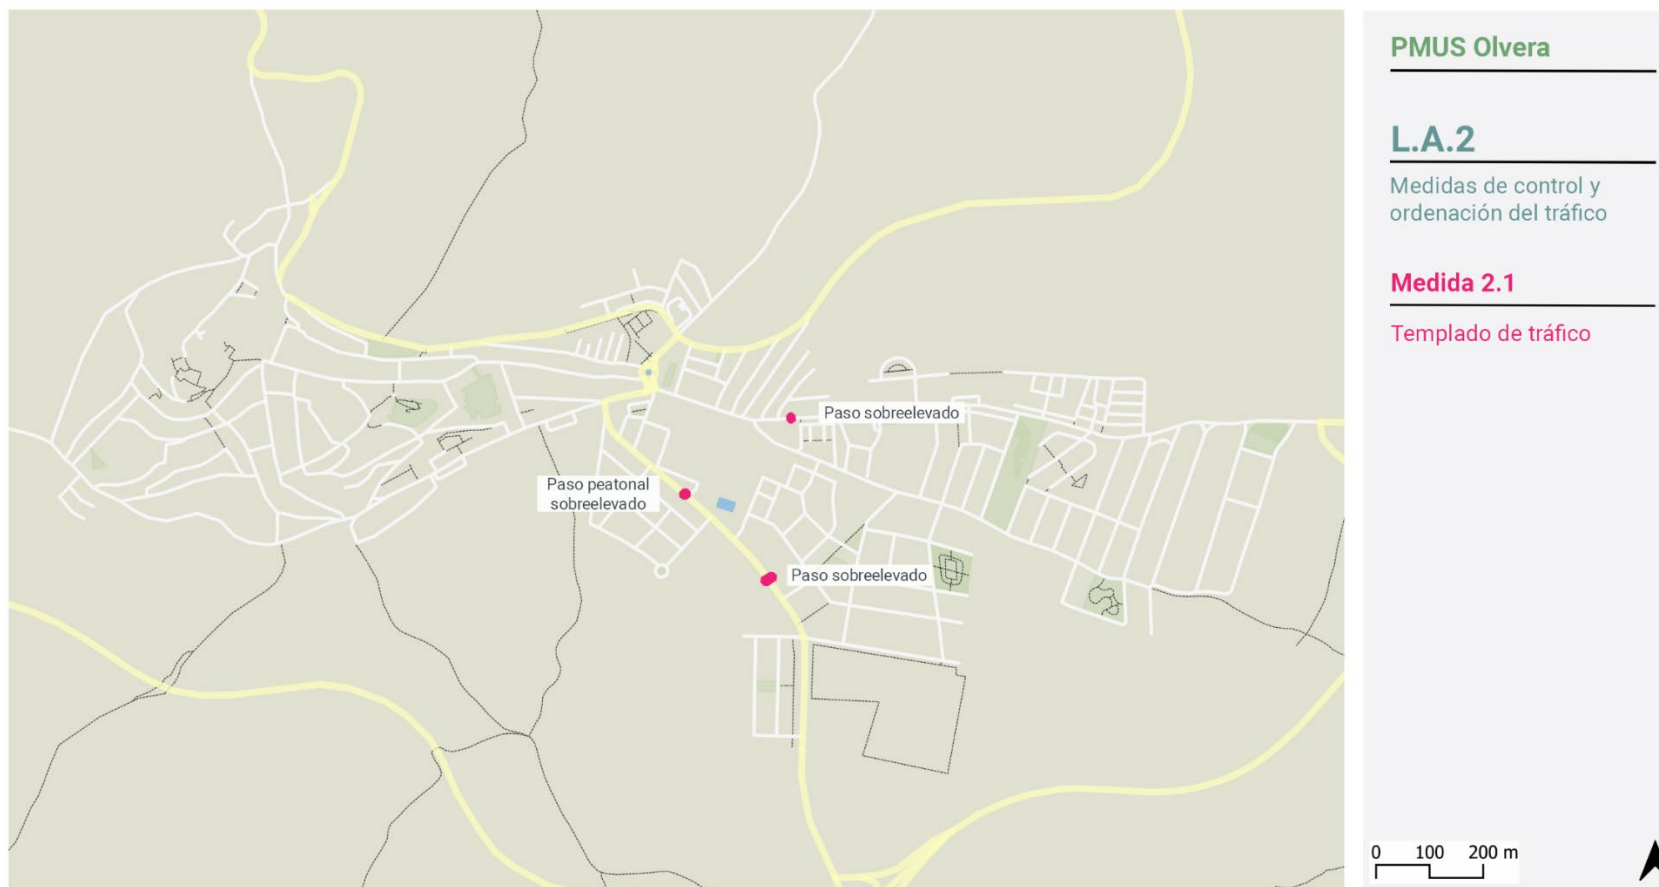 Paso sobreelevado
Paso peatonal
sobreelevado
Paso sobreelevado
PMUS Olvera
L.A.2
Medidas de control y
ordenación del tráfico
Medida 2.1
Templado de tráfico
0 100 200 m